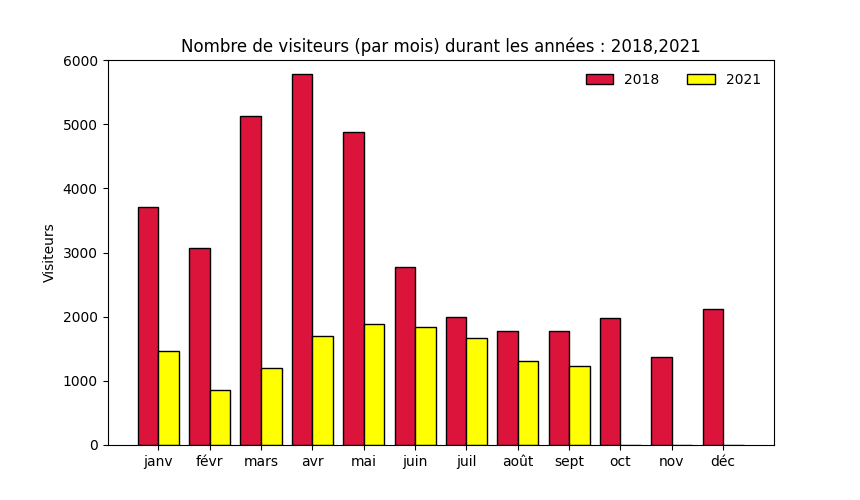 Nombre de visiteurs (par mois) durant les années : 2018,2021
2018 2021
Visiteurs
6000
5000
4000
3000
2000
1000
0
janv févr mars avr mai juin juil août sept oct nov déc